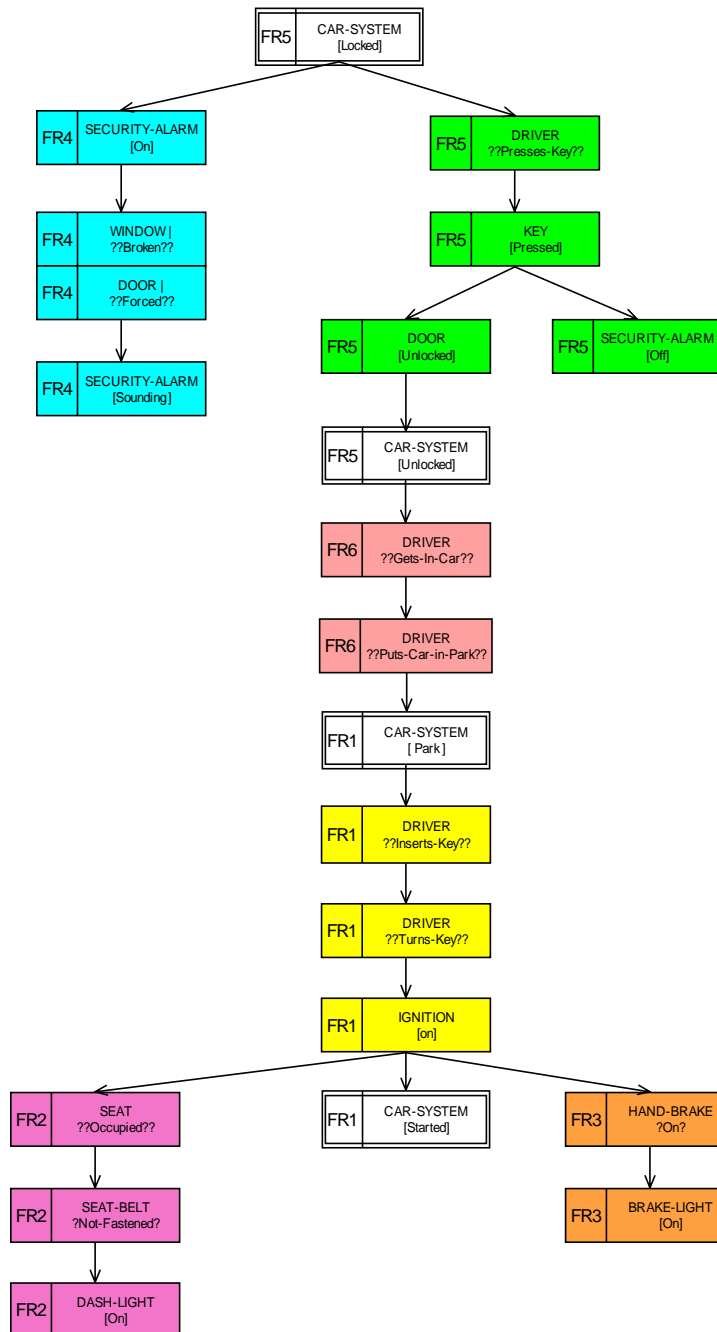 FR5
CAR-SYSTEM
[Locked]
FR4
SECURITY-ALARM
[On]
FR5
DRIVER
??Presses-Key??
FR4
WINDOW |
??Broken??
FR5
KEY
[Pressed]
FR4
DOOR |
??Forced??
FR5
DOOR
[Unlocked]
FR5
SECURITY-ALARM
[Off]
FR4
SECURITY-ALARM
[Sounding]
FR5
CAR-SYSTEM
[Unlocked]
FR6
DRIVER
??Gets-In-Car??
FR6
DRIVER
??Puts-Car-in-Park??
FR1
CAR-SYSTEM
[ Park ]
FR1
DRIVER
??Inserts-Key??
FR1
DRIVER
??Turns-Key??
FR1
IGNITION
[on]
FR2
SEAT
??Occupied??
FR1
CAR-SYSTEM
[Started]
FR3
HAND-BRAKE
?On?
FR2
SEAT-BELT
?Not-Fastened?
FR3
BRAKE-LIGHT
[On]
FR2
DASH-LIGHT
[On]